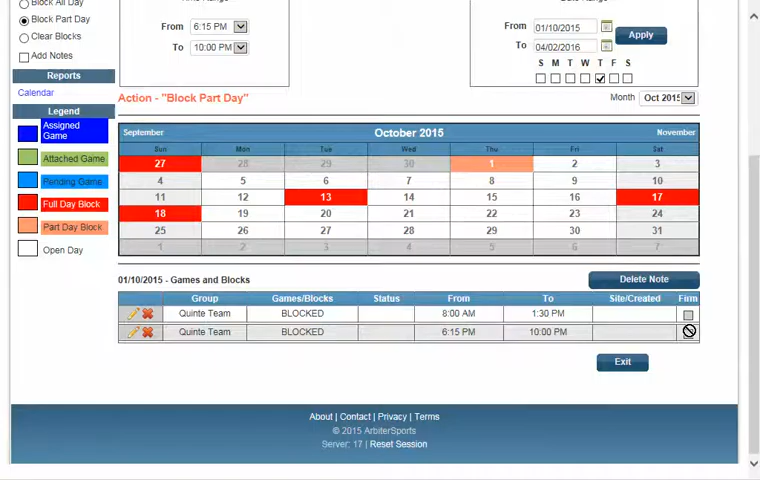 Block All Day
Block Part Day
Clear Blocks
Add Notes
Reports
Calendar
Legend
Assigned Game
Attached Game
Pending Game
Full Day Block
Part Day Block
Open Day
From 6:15 PM
To 10:00 PM
From 01/10/2015
To 04/02/2016
Apply
S M T W T F S
Action - "Block Part Day"
Month Oct 2015
September October 2015 November
Sun Mon Tue Wed Thu Fri Sat
27 28 29 30 1 2 3
4 5 6 7 8 9 10
11 12 13 14 15 16 17
18 19 20 21 22 23 24
25 26 27 28 29 30 31
1 2 3 4 5 6 7
01/10/2015 - Games and Blocks
Delete Note
Group Games/Blocks Status From To Site/Created Firm
Quinte Team BLOCKED 8:00 AM 1:30 PM
Quinte Team BLOCKED 6:15 PM 10:00 PM
Exit
About | Contact | Privacy | Terms
© 2015 ArbiterSports
Server: 17 | Reset Session